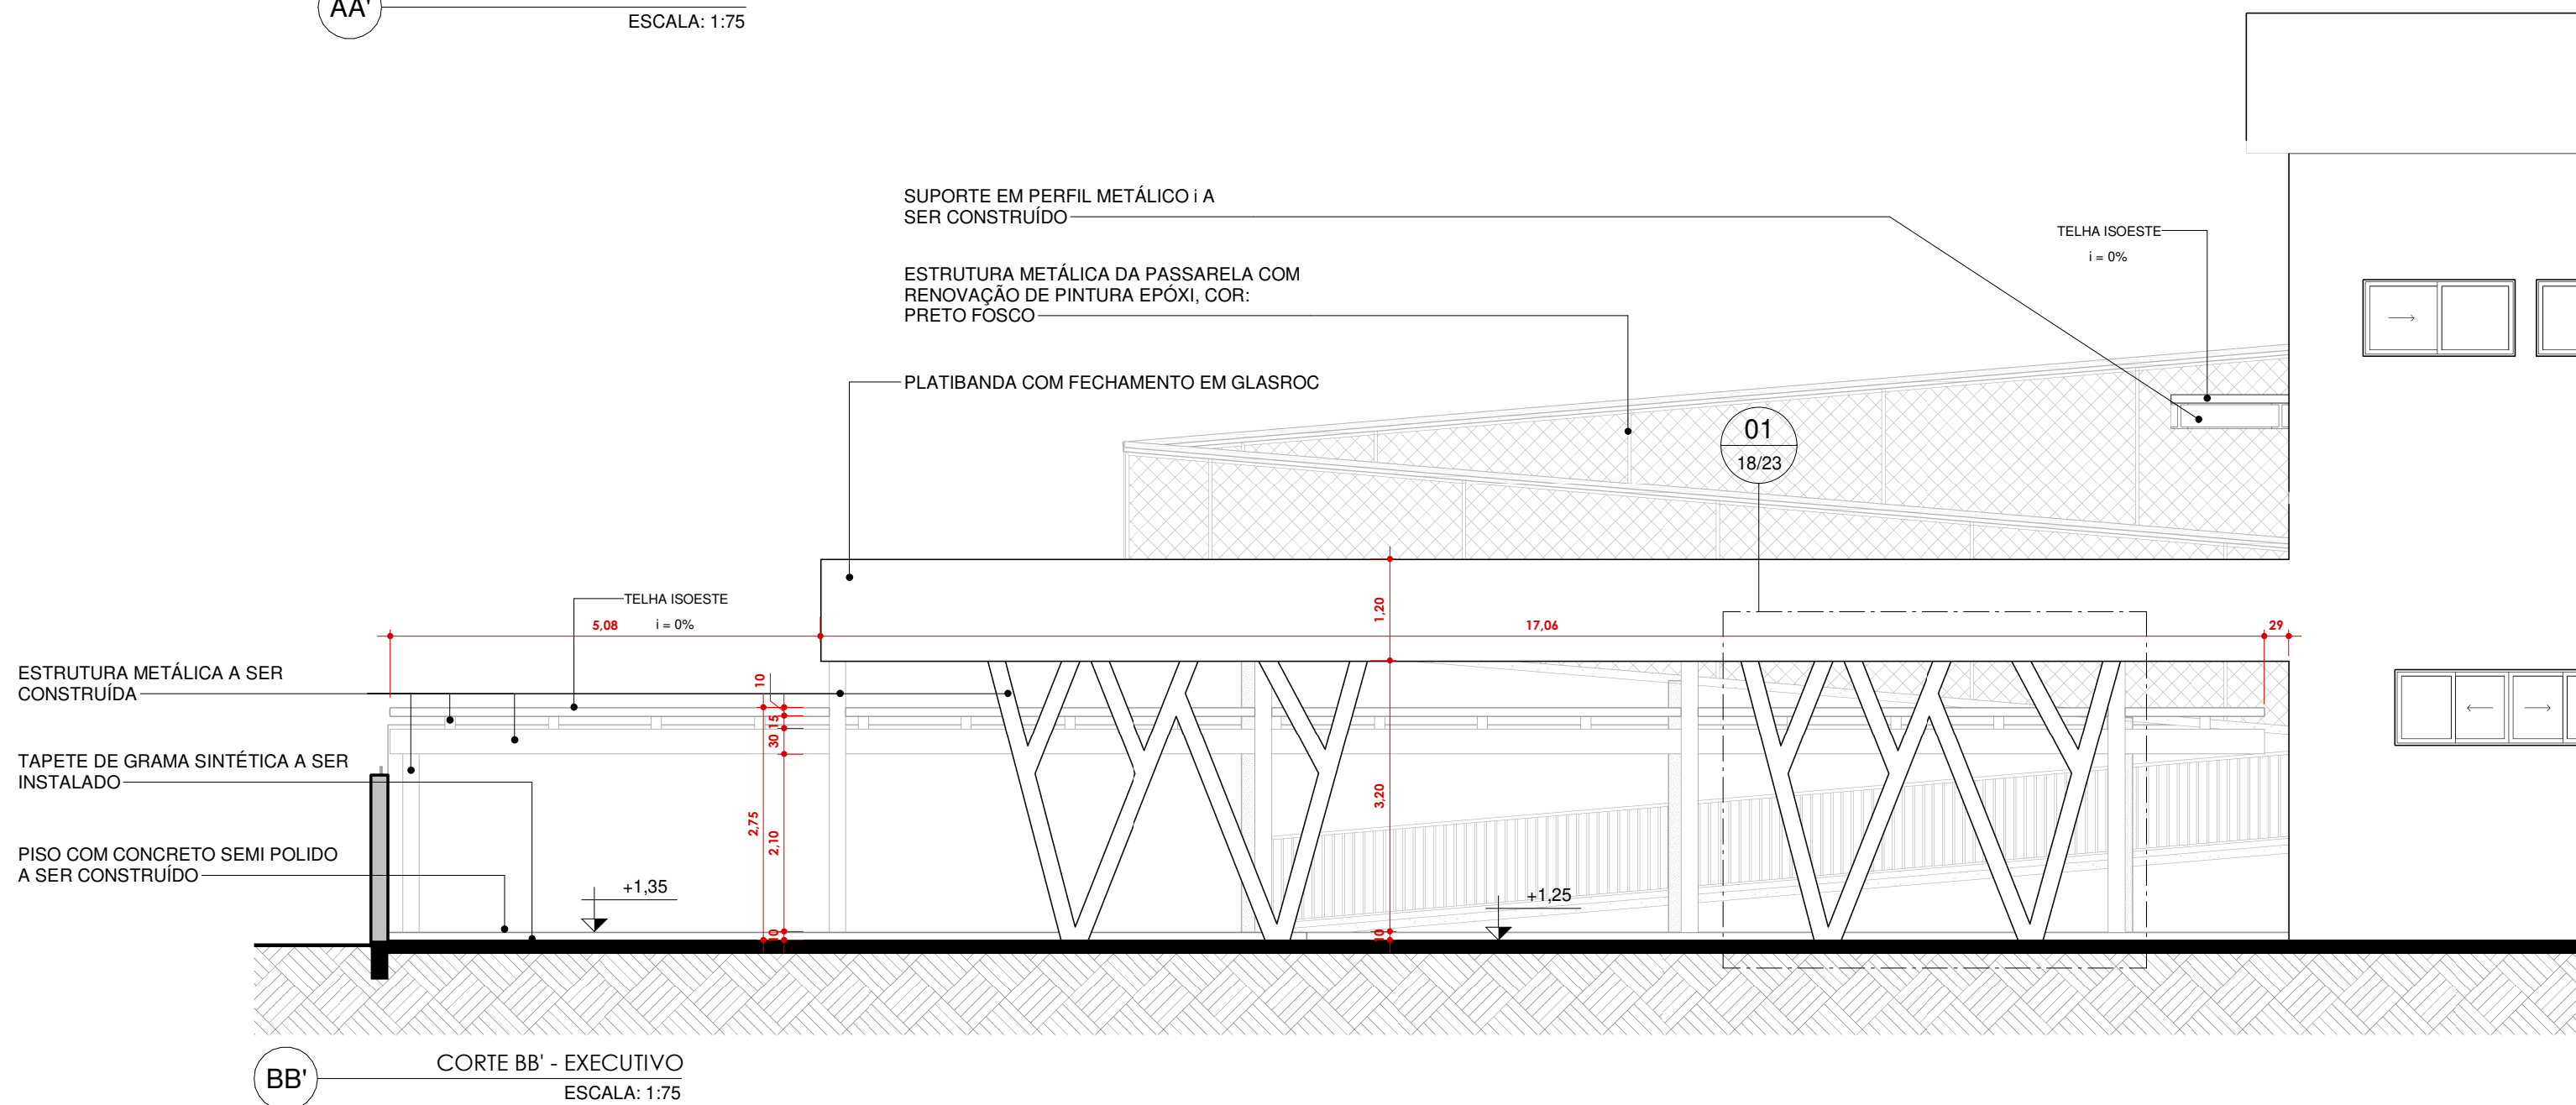 AA'
ESCALA: 1:75
SUPORTE EM PERFIL METÁLICO i A
SER CONSTRUÍDO
TELHA ISOESTE
i = 0%
ESTRUTURA METÁLICA DA PASSARELA COM
RENOVAÇÃO DE PINTURA EPÓXI, COR:
PRETO FOSCO
PLATIBANDA COM FECHAMENTO EM GLASROC
01
18/23
TELHA ISOESTE
i = 0%
5,08
1,20
17,06
29
ESTRUTURA METÁLICA A SER
CONSTRUÍDA
10
15
30
TAPETE DE GRAMA SINTÉTICA A SER
INSTALADO
3,20
2,75
2,10
PISO COM CONCRETO SEMI POLIDO
A SER CONSTRUÍDO
+1,35
+1,25
10
10
BB'
CORTE BB' - EXECUTIVO
ESCALA: 1:75